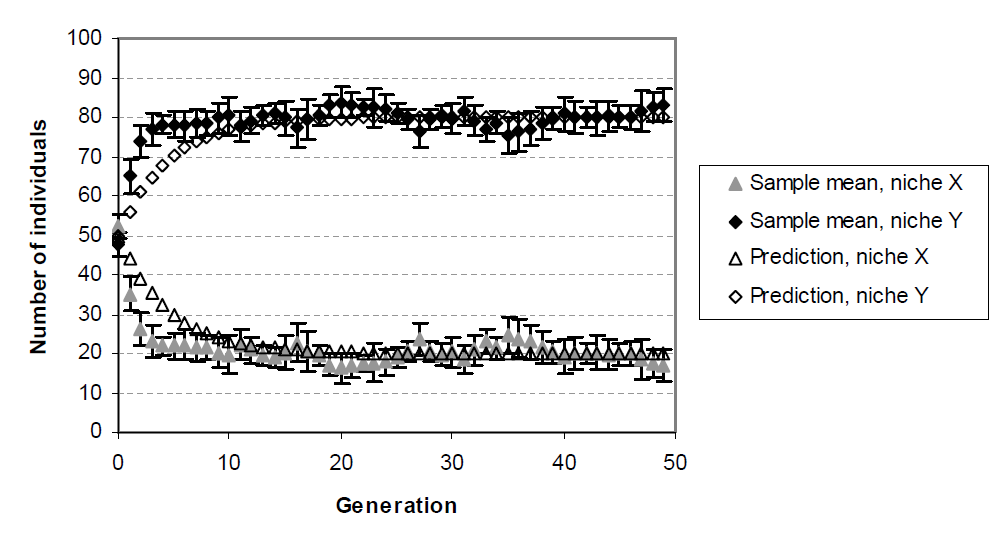 100
90
80
70
60
50
40
30
20
10
0
Number of individuals
0 10 20 30 40 50
Generation
Sample mean, niche X
Sample mean, niche Y
Prediction, niche X
Prediction, niche Y